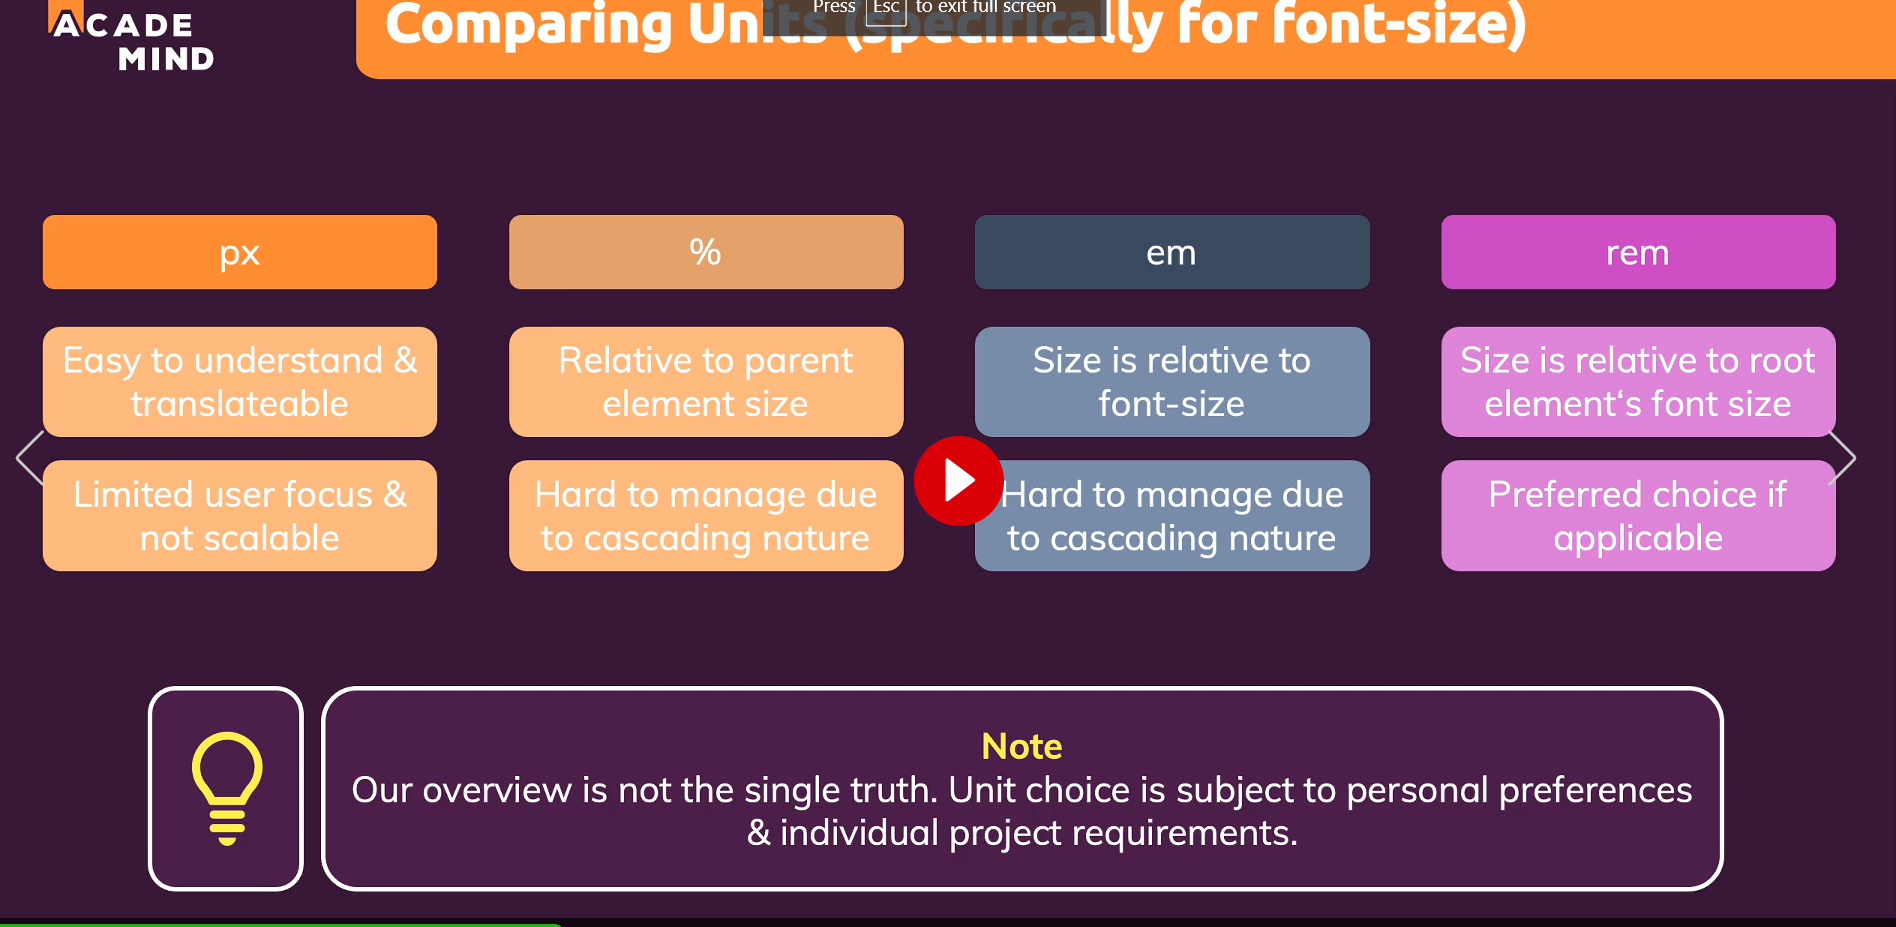 ACADE
MIND
Press Esc to exit full screen
Comparing Units (specifically for font-size)
px
%
em
rem
Easy to understand &
translateable
Relative to parent
element size
Size is relative to
font-size
Size is relative to root
element‘s font size
Limited user focus &
not scalable
Hard to manage due
to cascading nature
Hard to manage due
to cascading nature
Preferred choice if
applicable
Note
Our overview is not the single truth. Unit choice is subject to personal preferences
& individual project requirements.